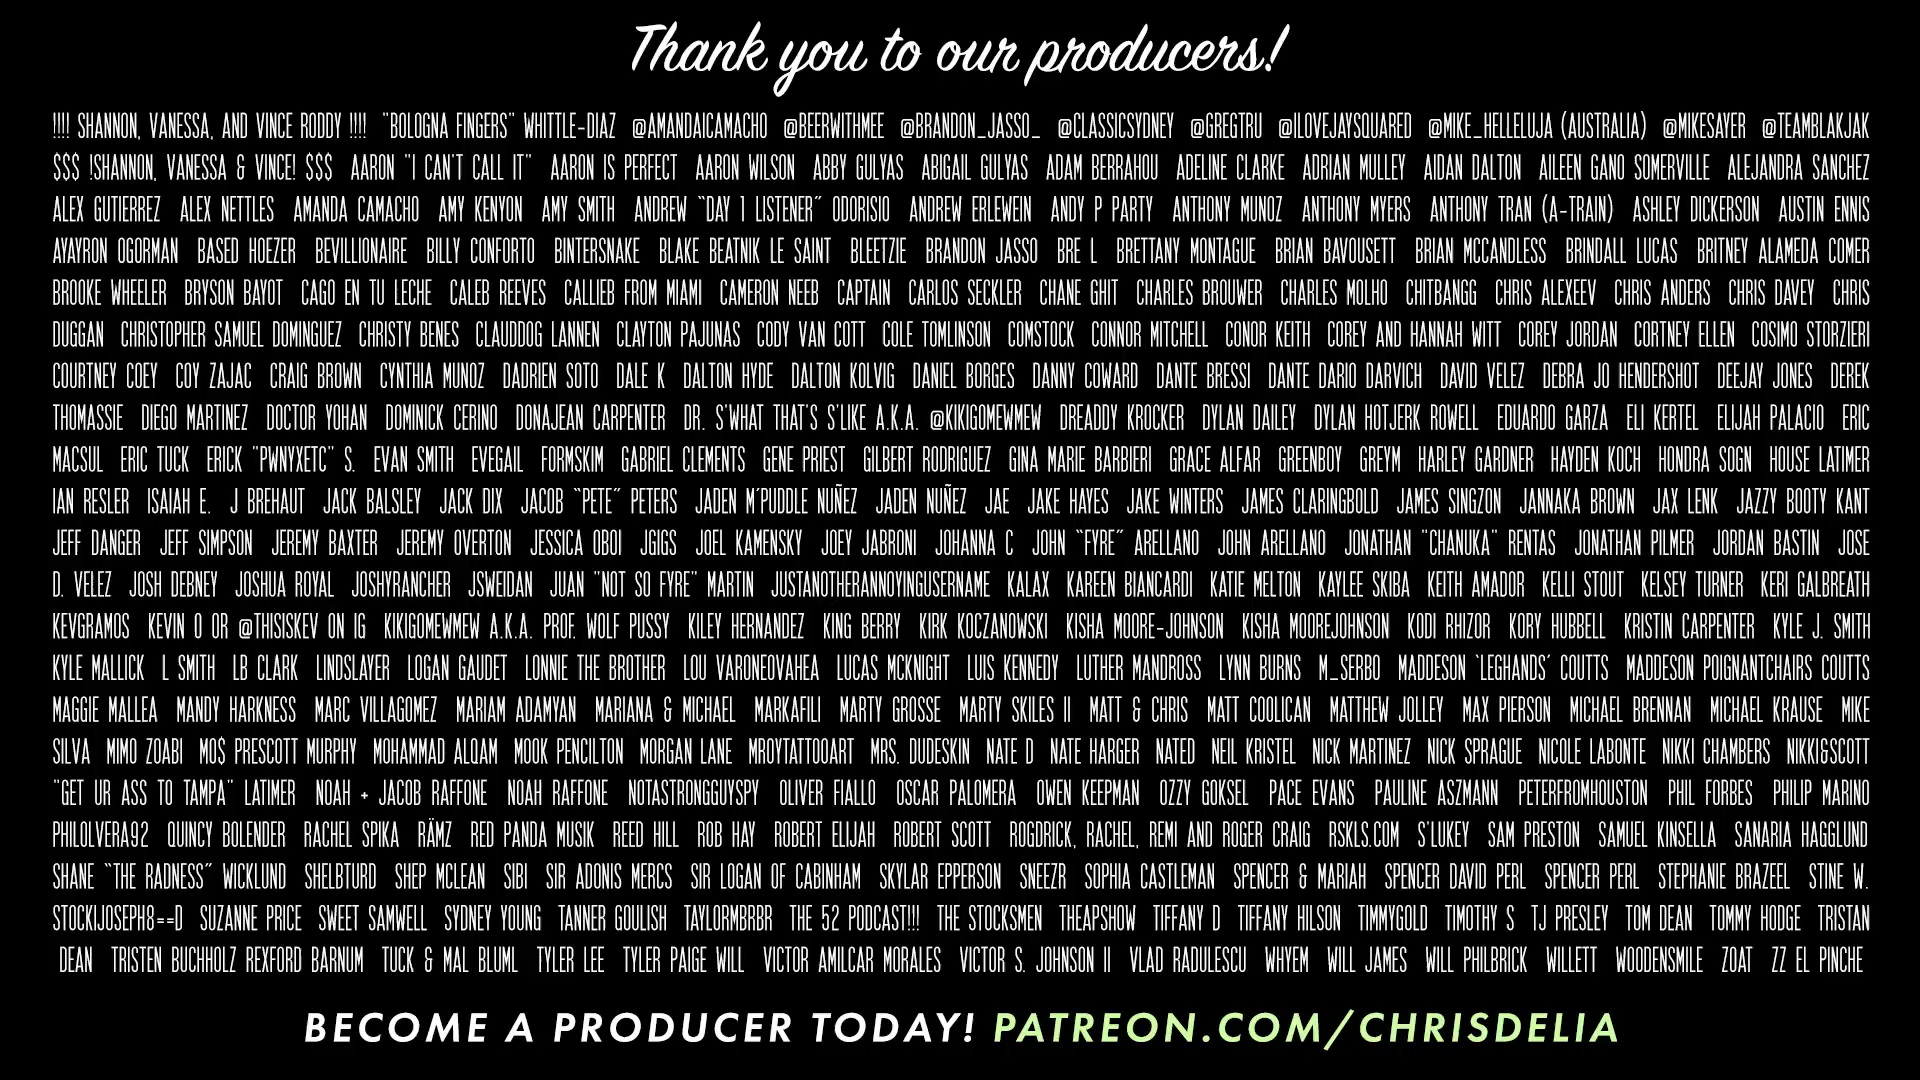 Thank you to our producers!
!!!! SHANNON, VANESSA, AND VINCE RODDY !!!! "BOLOGNA FINGERS" WHITTLE-DIAZ @AMANDAICAMACHO @BEERWITHMEE @BRANDON_JASSO_ @CLASSICSYDNEY @GREGTRU @ILOVEJAYSQUARED @MIKE_HELLELUJA (AUSTRALIA) @MIKESAYER @TEAMBLAKJAK
$$$ !SHANNON, VANESSA & VINCE! $$$ AARON "I CAN'T CALL IT" AARON IS PERFECT AARON WILSON ABBY GULYAS ABIGAIL GULYAS ADAM BERRAHOU ADELINE CLARKE ADRIAN MULLEY AIDAN DALTON AILEEN GANO SOMERVILLE ALEJANDRA SANCHEZ
ALEX GUTIERREZ ALEX NETTLES AMANDA CAMACHO AMY KENYON AMY SMITH ANDREW “DAY 1 LISTENER” ODORISIO ANDREW ERLEWEIN ANDY P PARTY ANTHONY MUNOZ ANTHONY MYERS ANTHONY TRAN (A-TRAIN) ASHLEY DICKERSON AUSTIN ENNIS
AYAYRON OGORMAN BASED HOEZER BEVILLIONAIRE BILLY CONFORTO BINTERSNAKE BLAKE BEATNIK LE SAINT BLEETZIE BRANDON JASSO BRE L BRETTANY MONTAGUE BRIAN BAVOUSETT BRIAN MCCANDLESS BRINDALL LUCAS BRITNEY ALAMEDA COMER
BROOKE WHEELER BRYSON BAYOT CAGO EN TU LECHE CALEB REEVES CALLIEB FROM MIAMI CAMERON NEEB CAPTAIN CARLOS SECKLER CHANE GHIT CHARLES BROUWER CHARLES MOLHO CHITBANGG CHRIS ALEXEEV CHRIS ANDERS CHRIS DAVEY CHRIS
DUGGAN CHRISTOPHER SAMUEL DOMINGUEZ CHRISTY BENES CLAUDDOG LANNEN CLAYTON PAJUNAS CODY VAN COTT COLE TOMLINSON COMSTOCK CONNOR MITCHELL CONOR KEITH COREY AND HANNAH WITT COREY JORDAN CORTNEY ELLEN COSIMO STORZIERI
COURTNEY COEY COY ZAJAC CRAIG BROWN CYNTHIA MUNOZ DADRIEN SOTO DALE K DALTON HYDE DALTON KOLVIG DANIEL BORGES DANNY COWARD DANTE BRESSI DANTE DARIO DARVICH DAVID VELEZ DEBRA JO HENDERSHOT DEEJAY JONES DEREK
THOMASSIE DIEGO MARTINEZ DOCTOR YOHAN DOMINICK CERINO DONAJEAN CARPENTER DR. S'WHAT THAT'S S'LIKE A.K.A. @KIKIGOMEWMEW DREADDY KROCKER DYLAN DAILEY DYLAN HOTJERK ROWELL EDUARDO GARZA ELI KERTEL ELIJAH PALACIO ERIC
MACSUL ERIC TUCK ERICK "PWNYXETC" S. EVAN SMITH EVEGAIL FORMSKIM GABRIEL CLEMENTS GENE PRIEST GILBERT RODRIGUEZ GINA MARIE BARBIERI GRACE ALFAR GREENBOY GREYM HARLEY GARDNER HAYDEN KOCH HONDRA SOGN HOUSE LATIMER
IAN RESLER ISAIAH E. J BREHAUT JACK BALSLEY JACK DIX JACOB “PETE” PETERS JADEN M’PUDDLE NUÑEZ JADEN NUÑEZ JAE JAKE HAYES JAKE WINTERS JAMES CLARINGBOLD JAMES SINGZON JANNAKA BROWN JAX LENK JAZZY BOOTY KANT
JEFF DANGER JEFF SIMPSON JEREMY BAXTER JEREMY OVERTON JESSICA OBOI JGIGS JOEL KAMENSKY JOEY JABRONI JOHANNA C JOHN “FYRE” ARELLANO JOHN ARELLANO JONATHAN "CHANUKA" RENTAS JONATHAN PILMER JORDAN BASTIN JOSE
D. VELEZ JOSH DEBNEY JOSHUA ROYAL JOSHYRANCHER JSWEIDAN JUAN "NOT SO FYRE" MARTIN JUSTANOTHERANNOYINGUSERNAME KALAX KAREEN BIANCARDI KATIE MELTON KAYLEE SKIBA KEITH AMADOR KELLI STOUT KELSEY TURNER KERI GALBREATH
KEVGRAMOS KEVIN O OR @THISISKEV ON IG KIKIGOMEWMEW A.K.A. PROF. WOLF PUSSY KILEY HERNANDEZ KING BERRY KIRK KOCZANOWSKI KISHA MOORE-JOHNSON KISHA MOOREJOHNSON KODI RHIZOR KORY HUBBELL KRISTIN CARPENTER KYLE J. SMITH
KYLE MALLICK L SMITH LB CLARK LINDSLAYER LOGAN GAUDET LONNIE THE BROTHER LOU VARONEOVAHEA LUCAS MCKNIGHT LUIS KENNEDY LUTHER MANDROSS LYNN BURNS M_SERBO MADDESON ‘LEGHANDS’ COUTTS MADDESON POIGNANTCHAIRS COUTTS
MAGGIE MALLEA MANDY HARKNESS MARC VILLAGOMEZ MARIAM ADAMYAN MARIANA & MICHAEL MARKAFILI MARTY GROSSE MARTY SKILES II MATT & CHRIS MATT COOLICAN MATTHEW JOLLEY MAX PIERSON MICHAEL BRENNAN MICHAEL KRAUSE MIKE
SILVA MIMO ZOABI MO$ PRESCOTT MURPHY MOHAMMAD ALQAM MOOK PENCILTON MORGAN LANE MROYTATTOOART MRS. DUDESKIN NATE D NATE HARGER NATED NEIL KRISTEL NICK MARTINEZ NICK SPRAGUE NICOLE LABONTE NIKKI CHAMBERS NIKKI&SCOTT
"GET UR ASS TO TAMPA" LATIMER NOAH + JACOB RAFFONE NOAH RAFFONE NOTASTRONGGUYSPY OLIVER FIALLO OSCAR PALOMERA OWEN KEEPMAN OZZY GOKSEL PACE EVANS PAULINE ASZMANN PETERFROMHOUSTON PHIL FORBES PHILIP MARINO
PHILOLVERA92 QUINCY BOLENDER RACHEL SPIKA RÄMZ RED PANDA MUSIK REED HILL ROB HAY ROBERT ELIJAH ROBERT SCOTT ROGDRICK, RACHEL, REMI AND ROGER CRAIG RSKLS.COM S'LUKEY SAM PRESTON SAMUEL KINSELLA SANARIA HAGGLUND
SHANE “THE RADNESS” WICKLUND SHELBTURD SHEP MCLEAN SIBI SIR ADONIS MERCS SIR LOGAN OF CABINHAM SKYLAR EPPERSON SNEEZR SOPHIA CASTLEMAN SPENCER & MARIAH SPENCER DAVID PERL SPENCER PERL STEPHANIE BRAZEEL STINE W.
STOCKIJOSEPH8==D SUZANNE PRICE SWEET SAMWELL SYDNEY YOUNG TANNER GOULISH TAYLORMBRBR THE 52 PODCAST!!! THE STOCKSMEN THEAPSHOW TIFFANY D TIFFANY HILSON TIMMYGOLD TIMOTHY S TJ PRESLEY TOM DEAN TOMMY HODGE TRISTAN
DEAN TRISTEN BUCHHOLZ REXFORD BARNUM TUCK & MAL BLUML TYLER LEE TYLER PAIGE WILL VICTOR AMILCAR MORALES VICTOR S. JOHNSON II VLAD RADULESCU WHYEM WILL JAMES WILL PHILBRICK WILLETT WOODENSMILE ZOAT ZZ EL PINCHE
BECOME A PRODUCER TODAY! PATREON.COM/CHRISDELIA